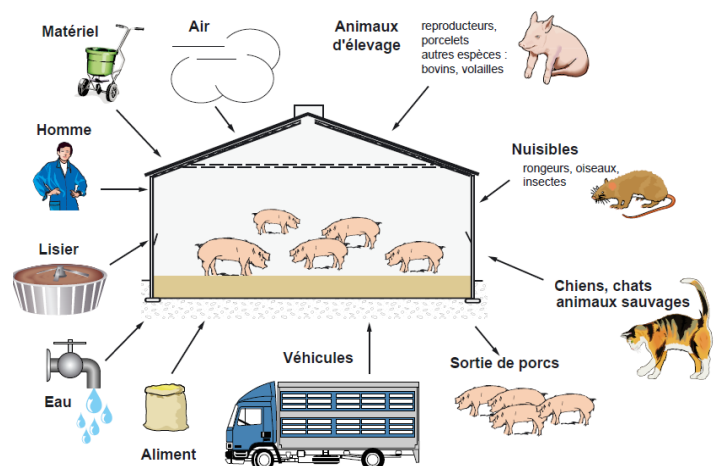 Matériel
Air
Animaux
d'élevage
reproducteurs,
porcelets
autres espèces :
bovins, volailles
Homme
Nuisibles
rongeurs, oiseaux,
insectes
Lisier
Chiens, chats
animaux sauvages
Eau
Aliment
Véhicules
Sortie de porcs